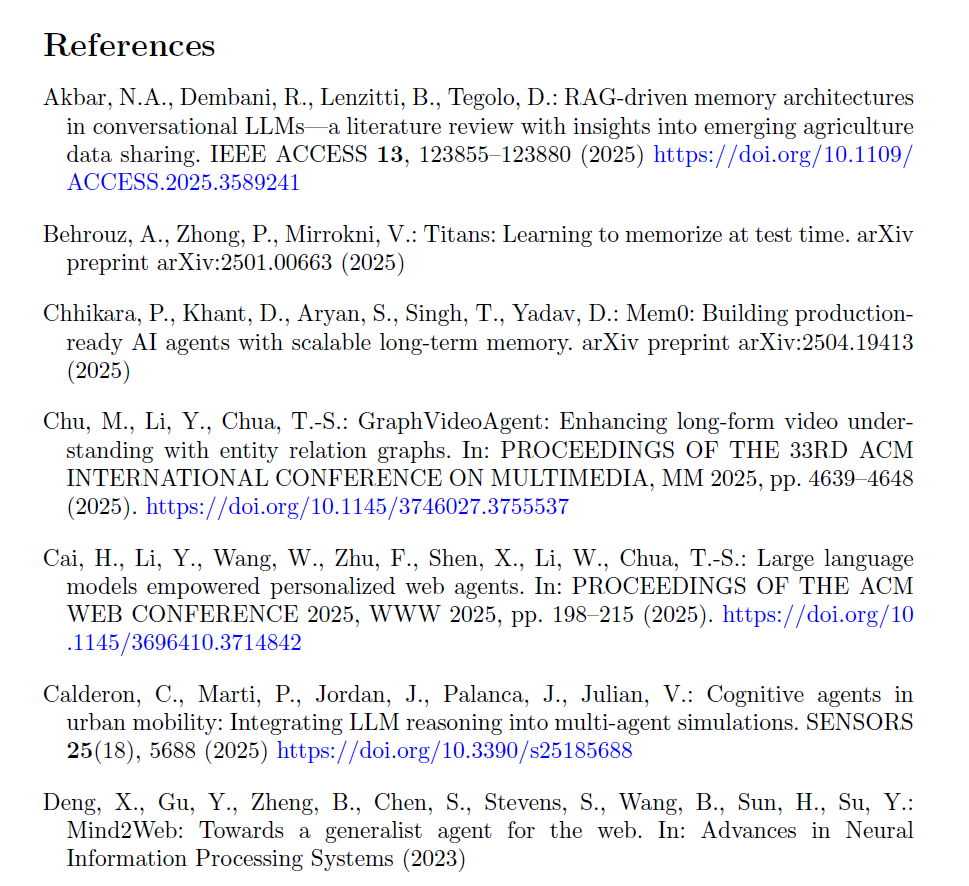 References
Akbar, N.A., Dembani, R., Lenzitti, B., Tegolo, D.: RAG-driven memory architectures
in conversational LLMs—a literature review with insights into emerging agriculture
data sharing. IEEE ACCESS 13, 123855–123880 (2025) https://doi.org/10.1109/
ACCESS.2025.3589241
Behrouz, A., Zhong, P., Mirrokni, V.: Titans: Learning to memorize at test time. arXiv
preprint arXiv:2501.00663 (2025)
Chhikara, P., Khant, D., Aryan, S., Singh, T., Yadav, D.: Mem0: Building production-
ready AI agents with scalable long-term memory. arXiv preprint arXiv:2504.19413
(2025)
Chu, M., Li, Y., Chua, T.-S.: GraphVideoAgent: Enhancing long-form video under-
standing with entity relation graphs. In: PROCEEDINGS OF THE 33RD ACM
INTERNATIONAL CONFERENCE ON MULTIMEDIA, MM 2025, pp. 4639–4648
(2025). https://doi.org/10.1145/3746027.3755537
Cai, H., Li, Y., Wang, W., Zhu, F., Shen, X., Li, W., Chua, T.-S.: Large language
models empowered personalized web agents. In: PROCEEDINGS OF THE ACM
WEB CONFERENCE 2025, WWW 2025, pp. 198–215 (2025). https://doi.org/10
.1145/3696410.3714842
Calderon, C., Marti, P., Jordan, J., Palanca, J., Julian, V.: Cognitive agents in
urban mobility: Integrating LLM reasoning into multi-agent simulations. SENSORS
25(18), 5688 (2025) https://doi.org/10.3390/s25185688
Deng, X., Gu, Y., Zheng, B., Chen, S., Stevens, S., Wang, B., Sun, H., Su, Y.:
Mind2Web: Towards a generalist agent for the web. In: Advances in Neural
Information Processing Systems (2023)